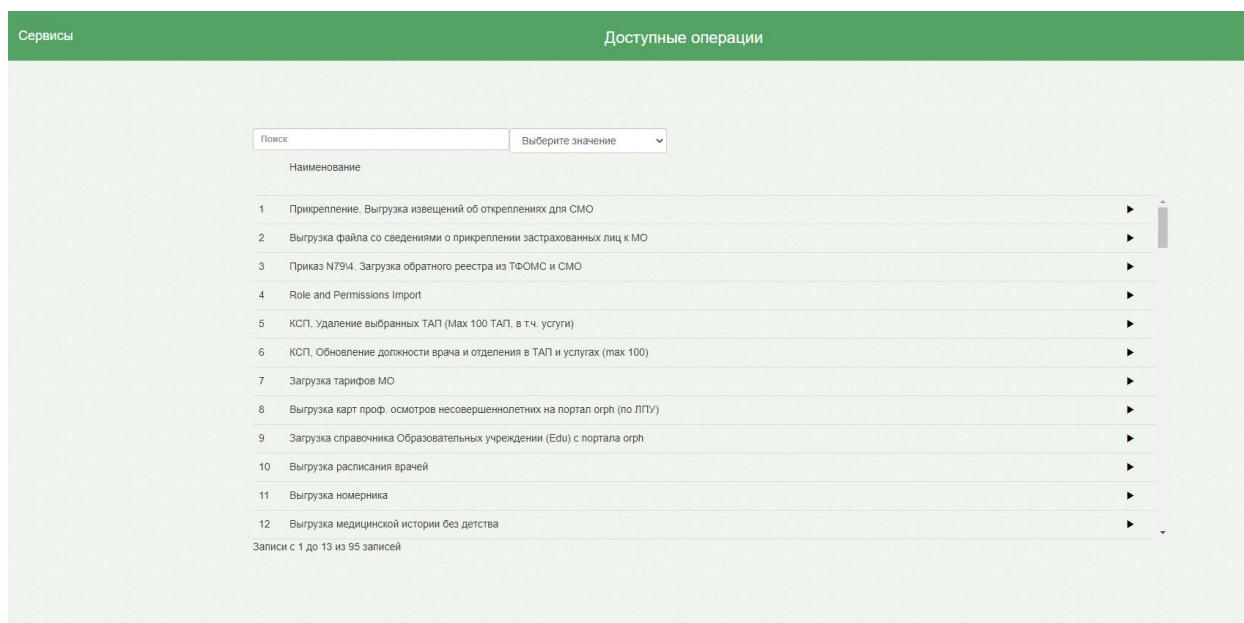 Сервисы
Доступные операции
Поиск
Выберите значение
Наименование
1 Прикрепление. Выгрузка извещений об откреплениях для СМО
2 Выгрузка файла со сведениями о прикреплении застрахованных лиц к МО
3 Приказ N79\4. Загрузка обратного реестра из ТФОМС и СМО
4 Role and Permissions Import
5 КСП, Удаление выбранных ТАП (Max 100 ТАП, в т.ч. усгуги)
6 КСП, Обновление должности врача и отделения в ТАП и услугах (max 100)
7 Загрузка тарифов МО
8 Выгрузка карт проф. осмотров несовершеннолетних на портал orph (по ЛПУ)
9 Загрузка справочника Образовательных учреждении (Edu) с портала orph
10 Выгрузка расписания врачей
11 Выгрузка номерника
12 Выгрузка медицинской истории без детства
Записи с 1 до 13 из 95 записей